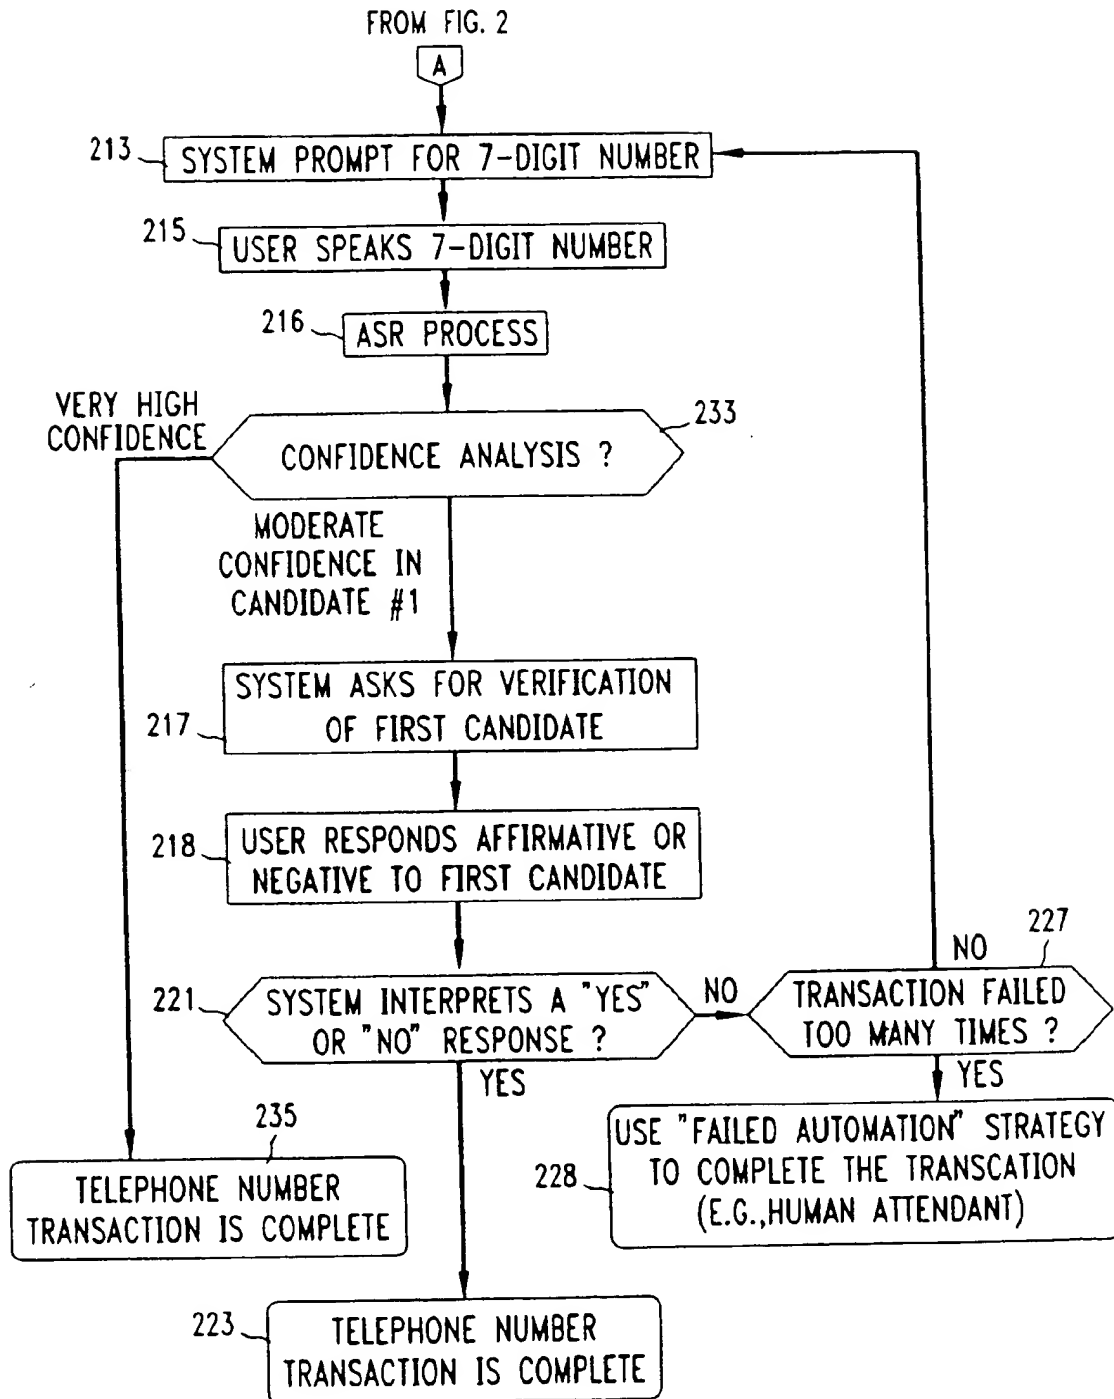 FROM FIG. 2
A
213
SYSTEM PROMPT FOR 7-DIGIT NUMBER
215
USER SPEAKS 7-DIGIT NUMBER
216
ASR PROCESS
VERY HIGH
CONFIDENCE
233
CONFIDENCE ANALYSIS ?
MODERATE
CONFIDENCE IN
CANDIDATE #1
217
SYSTEM ASKS FOR VERIFICATION
OF FIRST CANDIDATE
218
USER RESPONDS AFFIRMATIVE OR
NEGATIVE TO FIRST CANDIDATE
221
SYSTEM INTERPRETS A "YES"
OR "NO" RESPONSE ?
NO
YES
227
NO
TRANSACTION FAILED
TOO MANY TIMES ?
YES
228
USE "FAILED AUTOMATION" STRATEGY
TO COMPLETE THE TRANSCATION
(E.G.,HUMAN ATTENDANT)
235
TELEPHONE NUMBER
TRANSACTION IS COMPLETE
223
TELEPHONE NUMBER
TRANSACTION IS COMPLETE